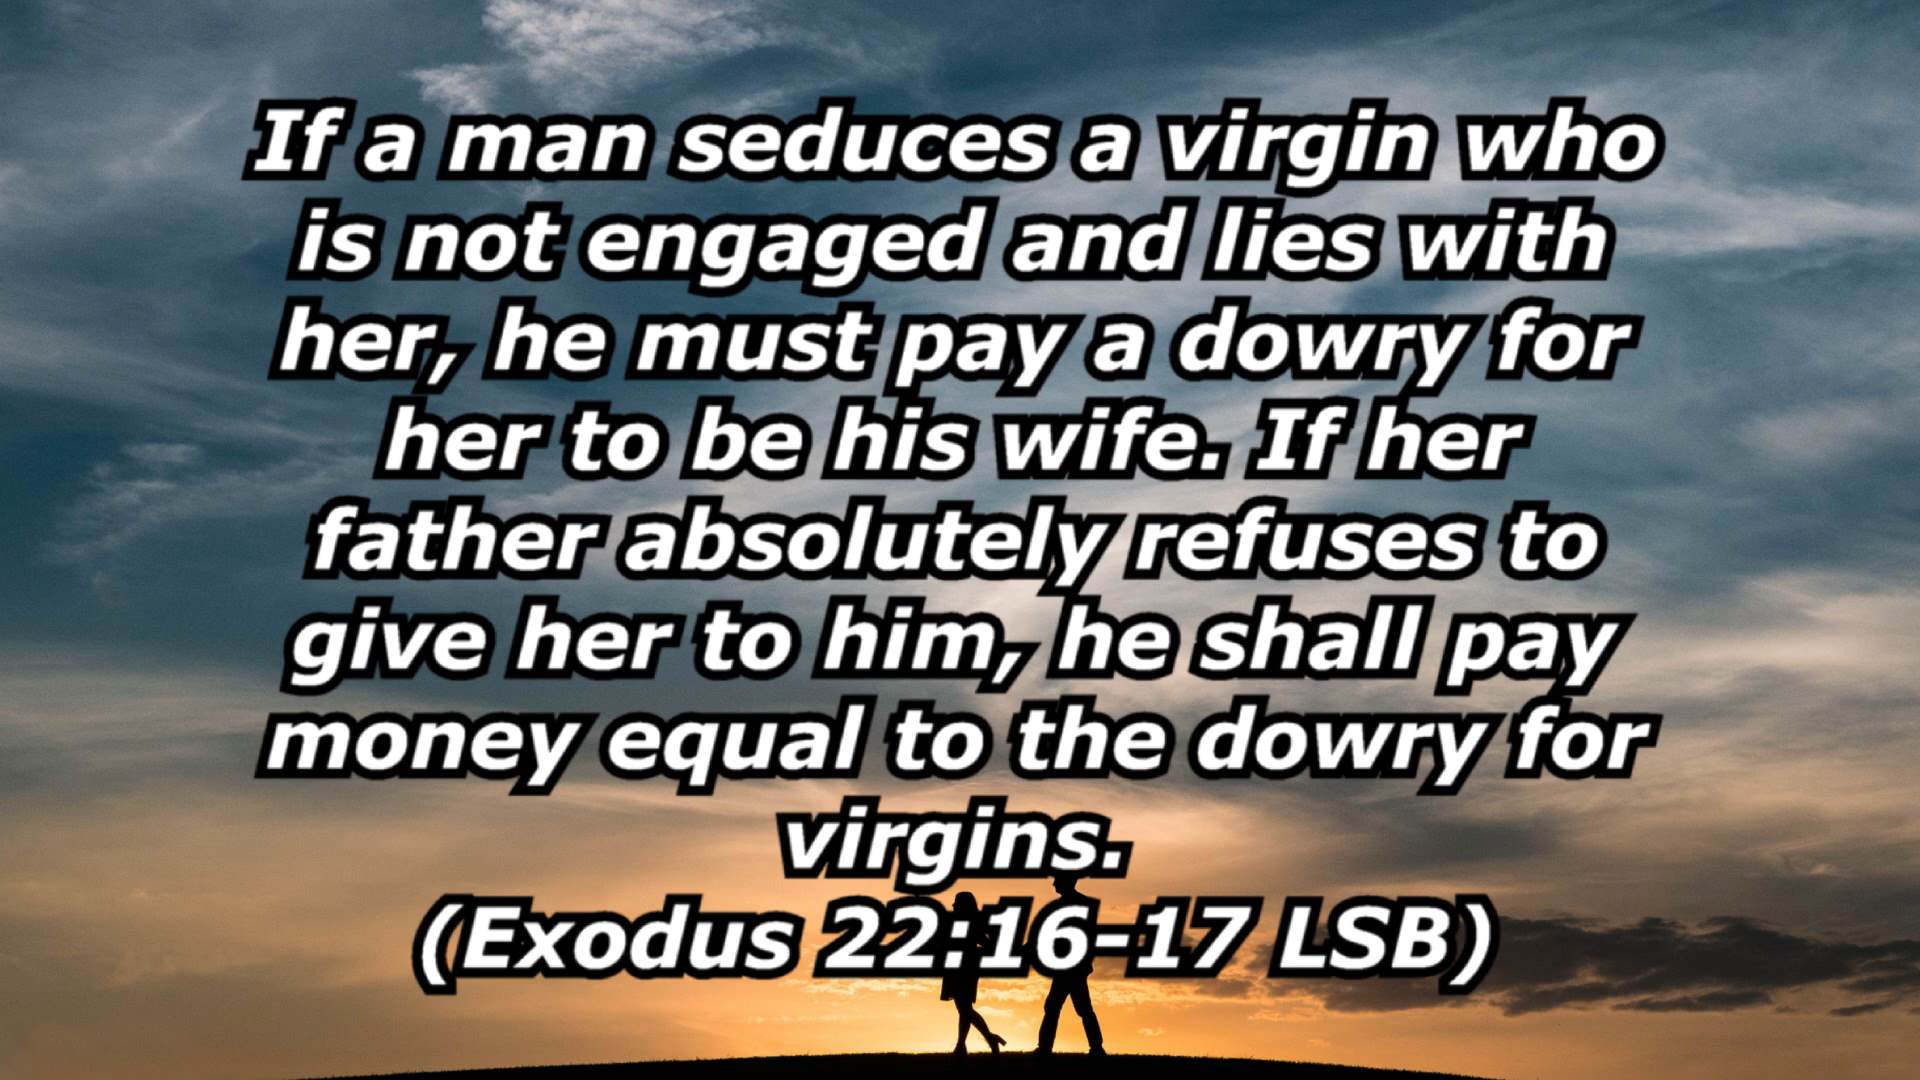 If a man seduces a virgin who
is not engaged and lies with
her, he must pay a dowry for
her to be his wife. If her
father absolutely refuses to
give her to him, he shall pay
money equal to the dowry for
virgins.
(Exodus 22:16-17 LSB)